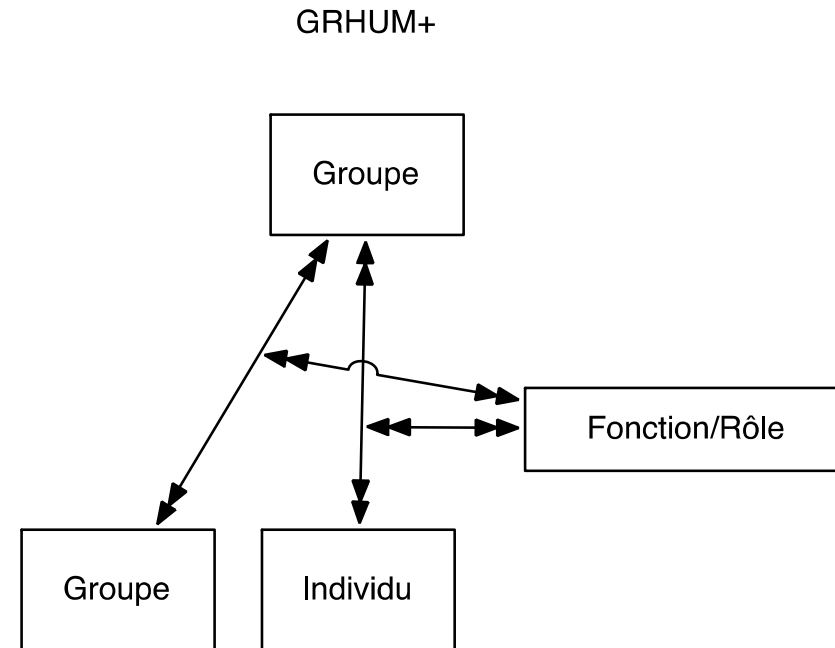 GRHUM+
Groupe
Fonction/Rôle
Groupe
Individu